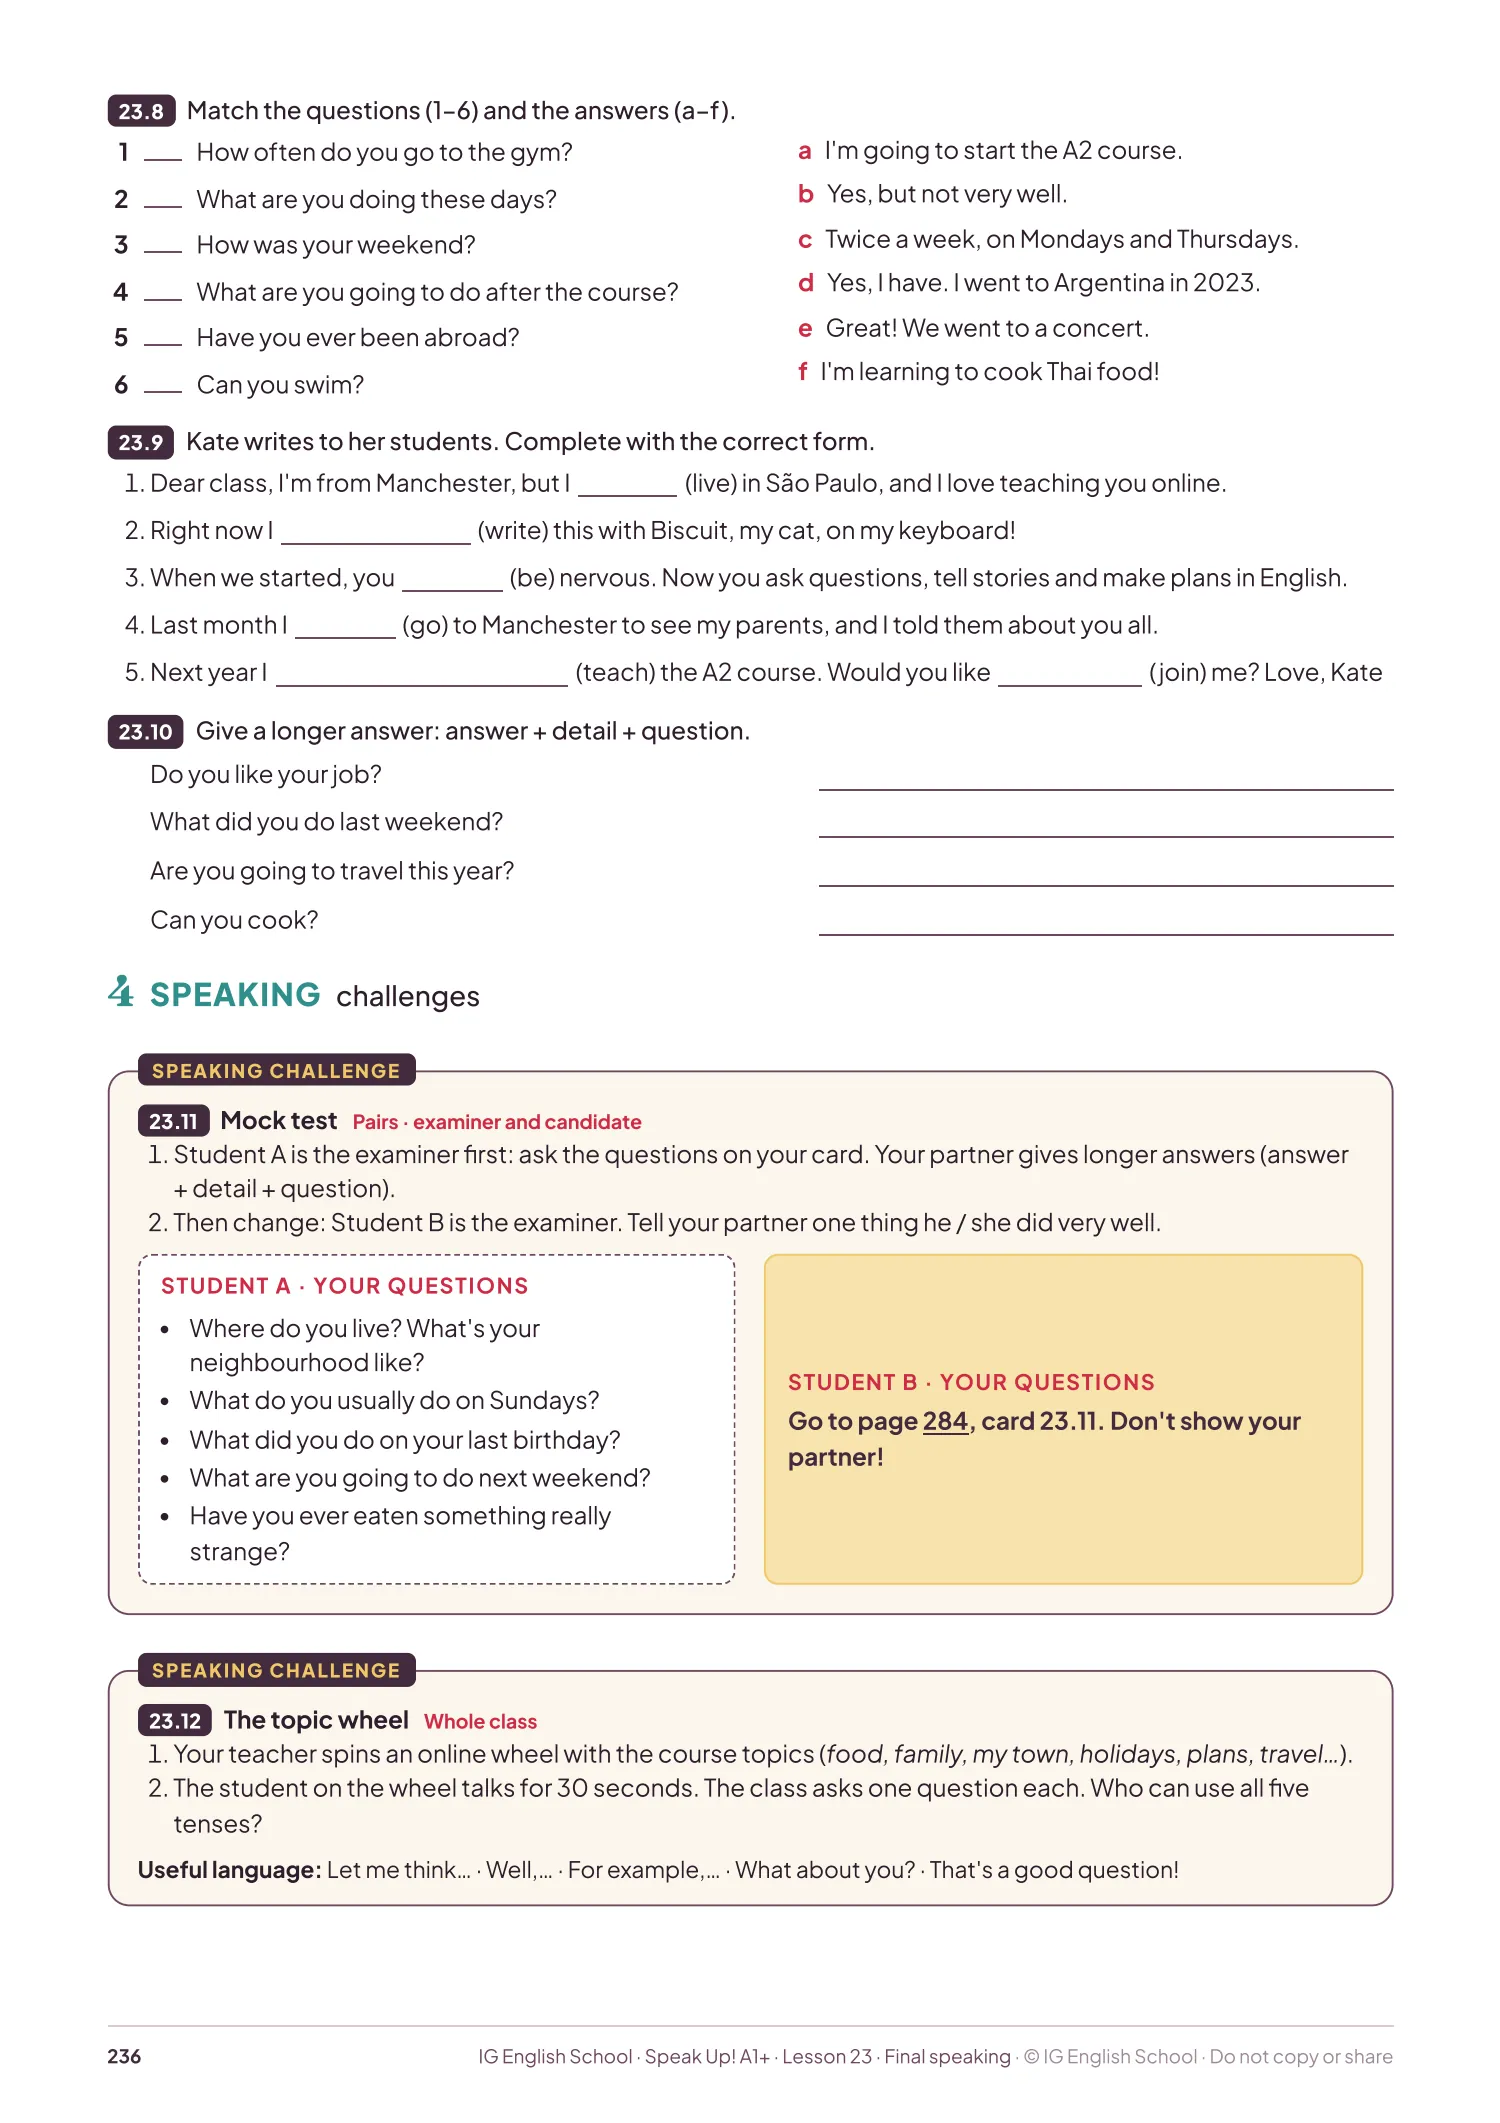 23.8 Match the questions (1–6) and the answers (a–f).
1 ___ How often do you go to the gym?
2 ___ What are you doing these days?
3 ___ How was your weekend?
4 ___ What are you going to do after the course?
5 ___ Have you ever been abroad?
6 ___ Can you swim?
a I'm going to start the A2 course.
b Yes, but not very well.
c Twice a week, on Mondays and Thursdays.
d Yes, I have. I went to Argentina in 2023.
e Great! We went to a concert.
f I'm learning to cook Thai food!
23.9 Kate writes to her students. Complete with the correct form.
1. Dear class, I'm from Manchester, but I ________ (live) in São Paulo, and I love teaching you online.
2. Right now I ________ (write) this with Biscuit, my cat, on my keyboard!
3. When we started, you ________ (be) nervous. Now you ask questions, tell stories and make plans in English.
4. Last month I ________ (go) to Manchester to see my parents, and I told them about you all.
5. Next year I ________ (teach) the A2 course. Would you like ________ (join) me? Love, Kate
23.10 Give a longer answer: answer + detail + question.
Do you like your job?
What did you do last weekend?
Are you going to travel this year?
Can you cook?
4 SPEAKING challenges
SPEAKING CHALLENGE
23.11 Mock test Pairs · examiner and candidate
1. Student A is the examiner first: ask the questions on your card. Your partner gives longer answers (answer
+ detail + question).
2. Then change: Student B is the examiner. Tell your partner one thing he / she did very well.
STUDENT A · YOUR QUESTIONS
• Where do you live? What's your
neighbourhood like?
• What do you usually do on Sundays?
• What did you do on your last birthday?
• What are you going to do next weekend?
• Have you ever eaten something really
strange?
STUDENT B · YOUR QUESTIONS
Go to page 284, card 23.11. Don't show your
partner!
SPEAKING CHALLENGE
23.12 The topic wheel Whole class
1. Your teacher spins an online wheel with the course topics (food, family, my town, holidays, plans, travel…).
2. The student on the wheel talks for 30 seconds. The class asks one question each. Who can use all five
tenses?
Useful language: Let me think… · Well,… · For example,… · What about you? · That's a good question!
236 IG English School · Speak Up! A1+ · Lesson 23 · Final speaking · © IG English School · Do not copy or share